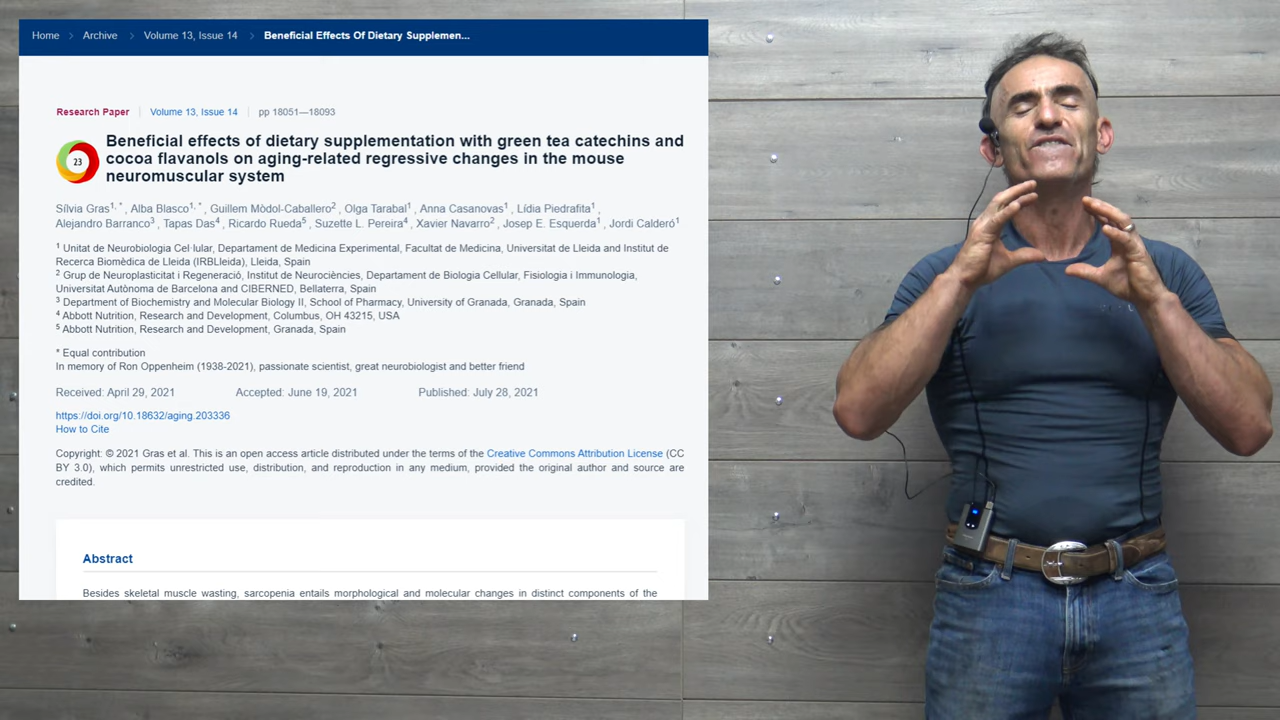 Home > Archive > Volume 13, Issue 14 > Beneficial Effects Of Dietary Supplemen...
Research Paper | Volume 13, Issue 14 | pp 18051—18093
Beneficial effects of dietary supplementation with green tea catechins and
23
cocoa flavanols on aging-related regressive changes in the mouse
neuromuscular system
Sílvia Gras1, *, Alba Blasco1, *, Guillem Mòdol-Caballero2, Olga Tarabal1, Anna Casanovas1, Lídia Piedrafita1,
Alejandro Barranco3, Tapas Das4, Ricardo Rueda5, Suzette L. Pereira4, Xavier Navarro2, Josep E. Esquerda1, Jordi Calderó1
1 Unitat de Neurobiologia Cel·lular, Departament de Medicina Experimental, Facultat de Medicina, Universitat de Lleida and Institut de
Recerca Biomèdica de Lleida (IRBLleida), Lleida, Spain
2 Grup de Neuroplasticitat i Regeneració, Institut de Neurociències, Departament de Biologia Cellular, Fisiologia i Immunologia,
Universitat Autònoma de Barcelona and CIBERNED, Bellaterra, Spain
3 Department of Biochemistry and Molecular Biology II, School of Pharmacy, University of Granada, Granada, Spain
4 Abbott Nutrition, Research and Development, Columbus, OH 43215, USA
5 Abbott Nutrition, Research and Development, Granada, Spain
* Equal contribution
In memory of Ron Oppenheim (1938-2021), passionate scientist, great neurobiologist and better friend
Received: April 29, 2021 Accepted: June 19, 2021 Published: July 28, 2021
https://doi.org/10.18632/aging.203336
How to Cite
Copyright: © 2021 Gras et al. This is an open access article distributed under the terms of the Creative Commons Attribution License (CC
BY 3.0), which permits unrestricted use, distribution, and reproduction in any medium, provided the original author and source are
credited.
Abstract
Besides skeletal muscle wasting, sarcopenia entails morphological and molecular changes in distinct components of the